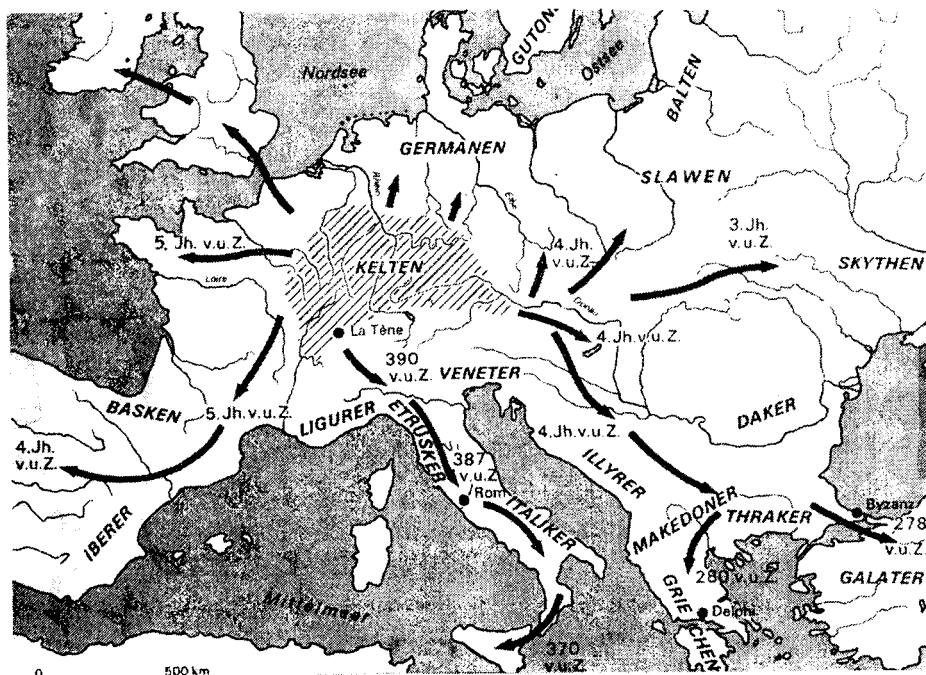 GUTONE
Nordsee
Ostsee
BALTEN
GERMANEN
Rhein
Elbe
SLAWEN
3. Jh.
v.u.Z.
4. Jh.
v.u.Z.
5. Jh. v.u.Z.
KELTEN
SKYTHEN
Loire
Donau
La Tène
4. Jh.v.u.Z.
390
v.u.Z.
VENETER
BASKEN
5. Jh.v.u.Z.
LIGURER
ETRUSKER
DAKER
4. Jh.
v.u.Z.
4. Jh.v.u.Z.
387
v.u.Z.
Rom
ILLYRER
ITALIKER
MAKEDONER
THRAKER
Byzanz
278
v.u.Z.
IBERER
280 v.u.Z.
GALATER
Mittelmeer
Delphi
GRIECHEN
370
v.u.Z.
0 500 km